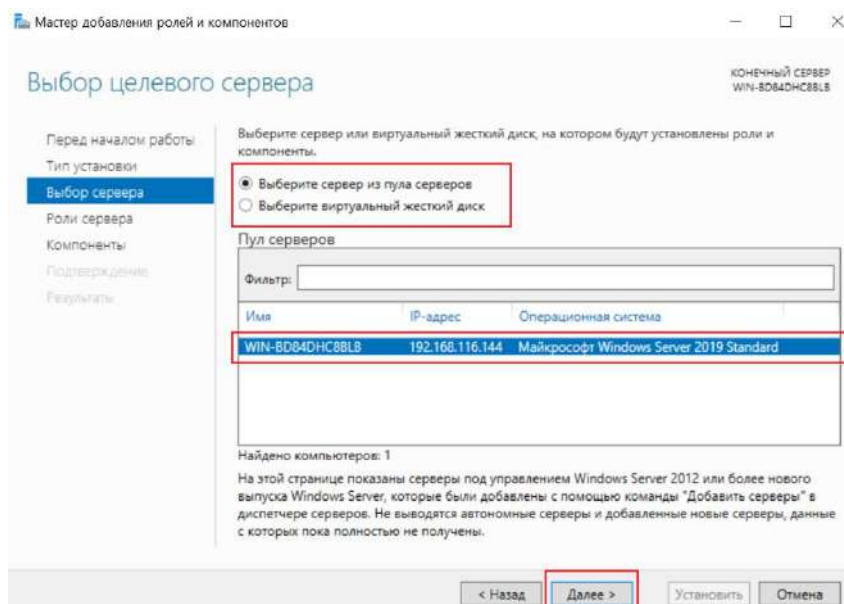 Мастер добавления ролей и компонентов
Выбор целевого сервера
КОНЕЧНЫЙ СЕРВЕР
WIN-BD84DHC8BLB
Перед началом работы
Тип установки
Выбор сервера
Роли сервера
Компоненты
Подтверждение
Результаты
Выберите сервер или виртуальный жесткий диск, на котором будут установлены роли и
компоненты.
Выберите сервер из пула серверов
Выберите виртуальный жесткий диск
Пул серверов
Фильтр:
Имя IP-адрес Операционная система
WIN-BD84DHC8BLB 192.168.116.144 Майкрософт Windows Server 2019 Standard
Найдено компьютеров: 1
На этой странице показаны серверы под управлением Windows Server 2012 или более нового
выпуска Windows Server, которые были добавлены с помощью команды "Добавить серверы" в
диспетчере серверов. Не выводятся автономные серверы и добавленные новые серверы, данные
с которых пока полностью не получены.
< Назад Далее > Установить Отмена